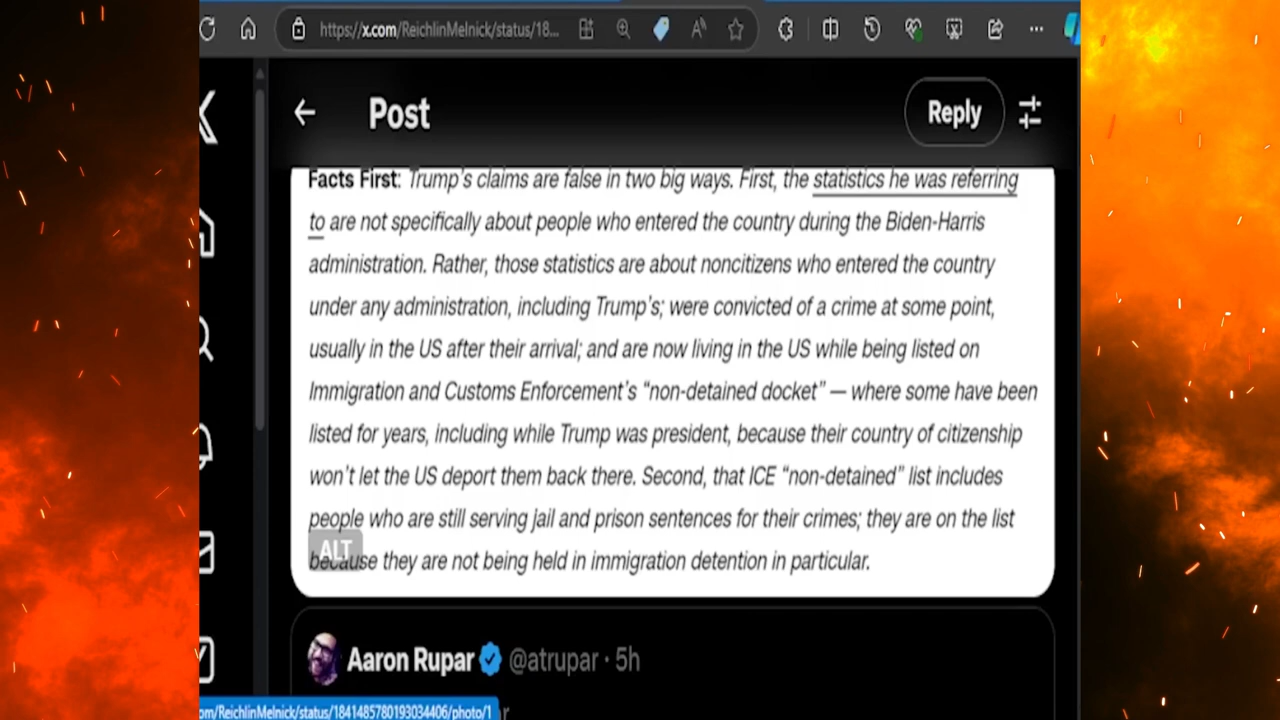 https://x.com/ReichlinMelnick/status/18...
Post
Reply
Facts First: Trump's claims are false in two big ways. First, the statistics he was referring
to are not specifically about people who entered the country during the Biden-Harris
administration. Rather, those statistics are about noncitizens who entered the country
under any administration, including Trump's; were convicted of a crime at some point,
usually in the US after their arrival; and are now living in the US while being listed on
Immigration and Customs Enforcement's “non-detained docket” — where some have been
listed for years, including while Trump was president, because their country of citizenship
won't let the US deport them back there. Second, that ICE “non-detained” list includes
people who are still serving jail and prison sentences for their crimes; they are on the list
ALT
because they are not being held in immigration detention in particular.
Aaron Rupar @atrupar · 5h
om/ReichlinMelnick/status/1841485780193034406/photo/1